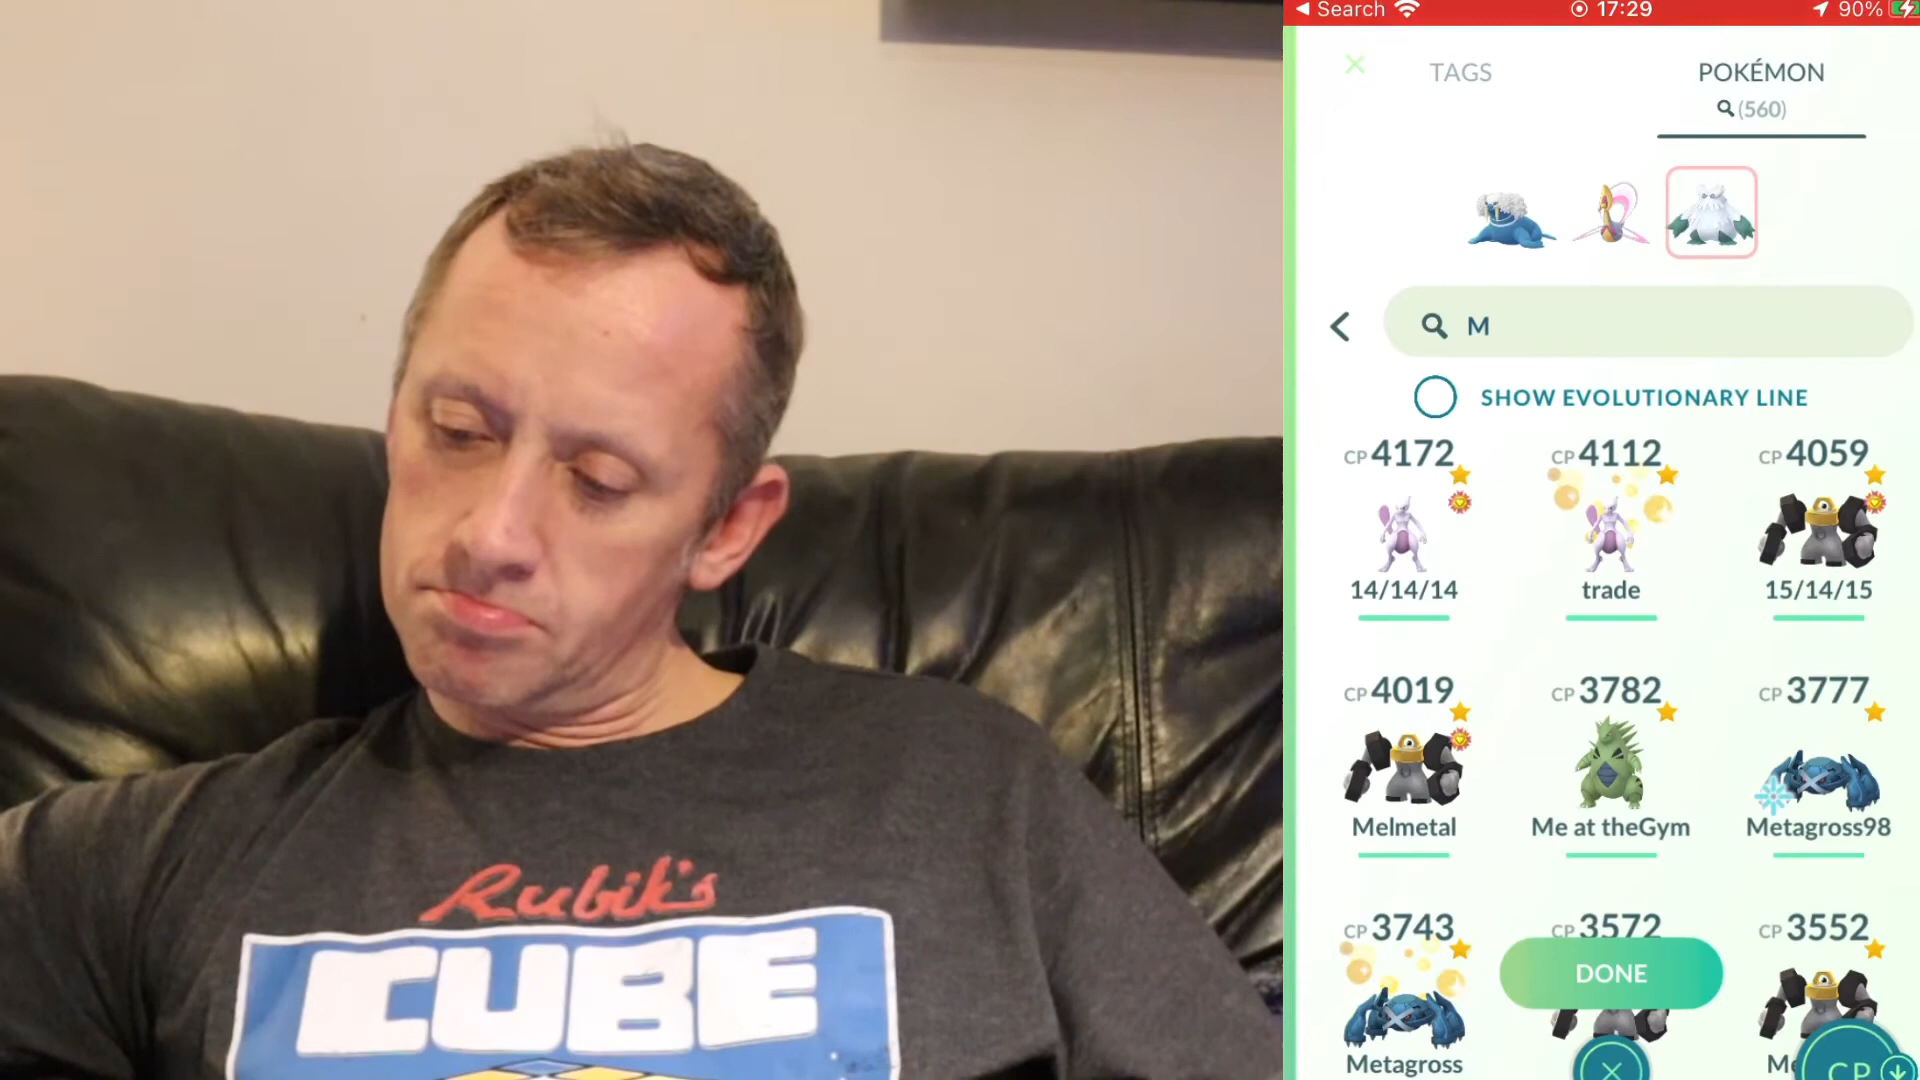 Rubik's
CUBE
Search 17:29 90%
TAGS POKÉMON
(560)
M
SHOW EVOLUTIONARY LINE
CP 4172 CP 4112 CP 4059
14/14/14 trade 15/14/15
CP 4019 CP 3782 CP 3777
Melmetal Me at theGym Metagross98
CP 3743 CP 3572 CP 3552
DONE
Metagross
CP